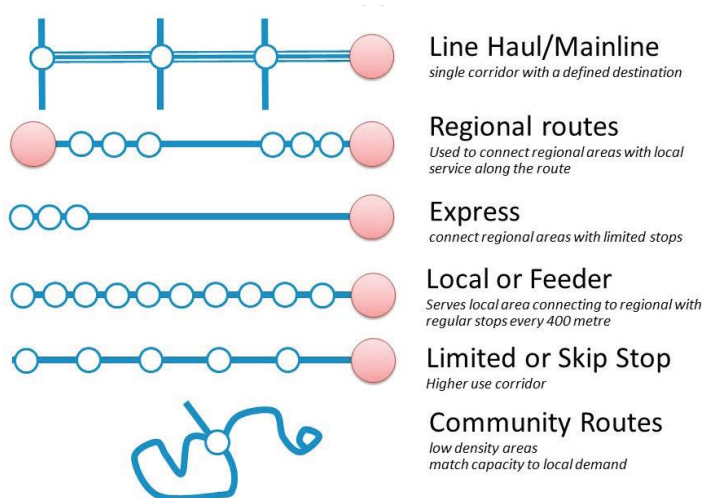 Line Haul/Mainline
single corridor with a defined destination
Regional routes
Used to connect regional areas with local
service along the route
Express
connect regional areas with limited stops
Local or Feeder
Serves local area connecting to regional with
regular stops every 400 metre
Limited or Skip Stop
Higher use corridor
Community Routes
low density areas
match capacity to local demand